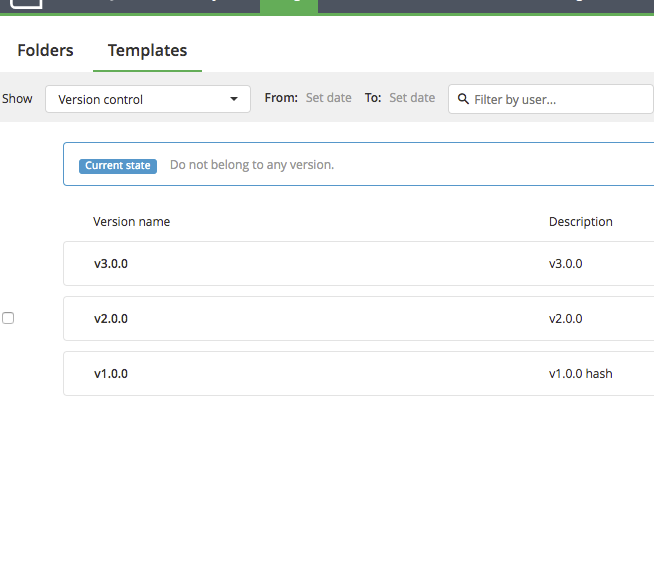 Folders Templates
Show Version control From: Set date To: Set date Filter by user...
Current state Do not belong to any version.
Version name Description
v3.0.0 v3.0.0
v2.0.0 v2.0.0
v1.0.0 v1.0.0 hash